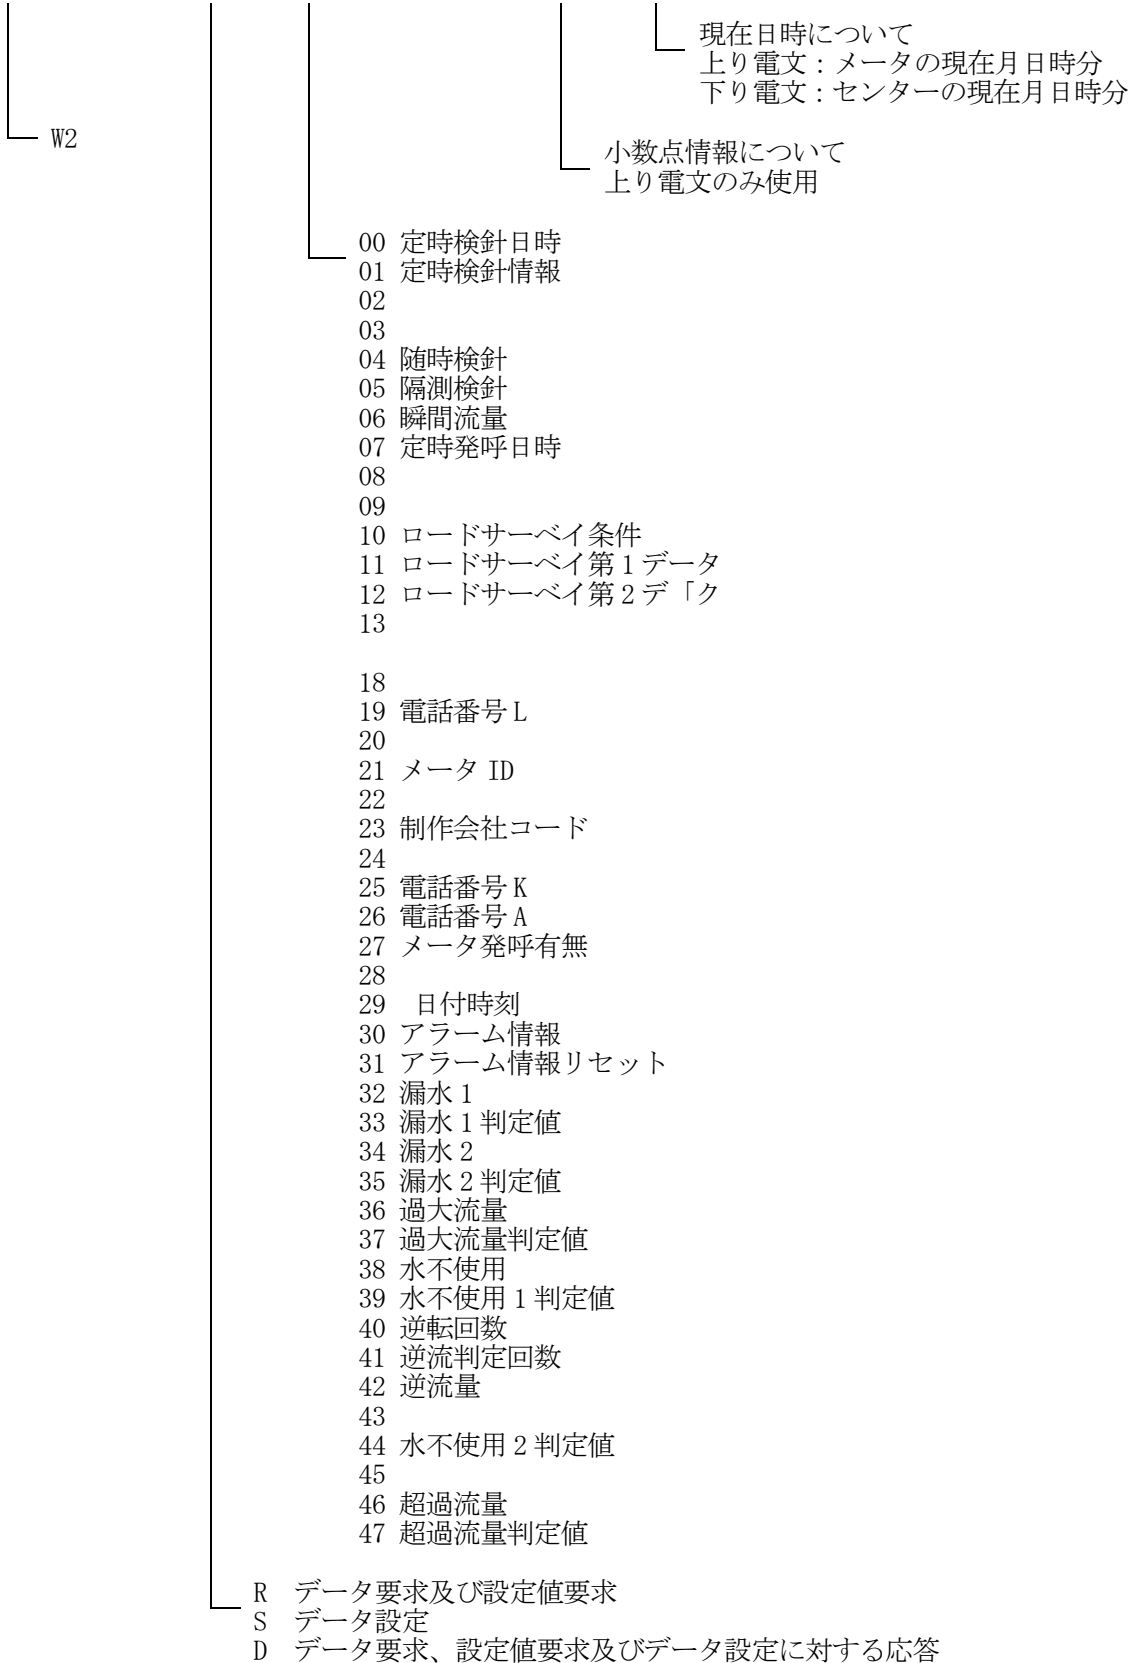 現在日時について
上り電文：メータの現在月日時分
下り電文：センターの現在月日時分
W2
小数点情報について
上り電文のみ使用
00 定時検針日時
01 定時検針情報
02
03
04 随時検針
05 隔測検針
06 瞬間流量
07 定時発呼日時
08
09
10 ロードサーベイ条件
11 ロードサーベイ第1データ
12 ロードサーベイ第2デ「ク
13
18
19 電話番号L
20
21 メータ ID
22
23 制作会社コード
24
25 電話番号K
26 電話番号A
27 メータ発呼有無
28
29 日付時刻
30 アラーム情報
31 アラーム情報リセット
32 漏水1
33 漏水1判定値
34 漏水2
35 漏水2判定値
36 過大流量
37 過大流量判定値
38 水不使用
39 水不使用1判定値
40 逆転回数
41 逆流判定回数
42 逆流量
43
44 水不使用2判定値
45
46 超過流量
47 超過流量判定値
R データ要求及び設定値要求
S データ設定
D データ要求、設定値要求及びデータ設定に対する応答